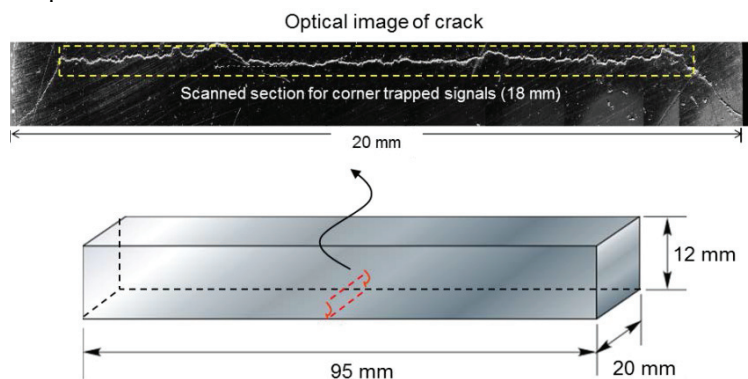 Optical image of crack
Scanned section for corner trapped signals (18 mm)
20 mm
12 mm
20 mm
95 mm